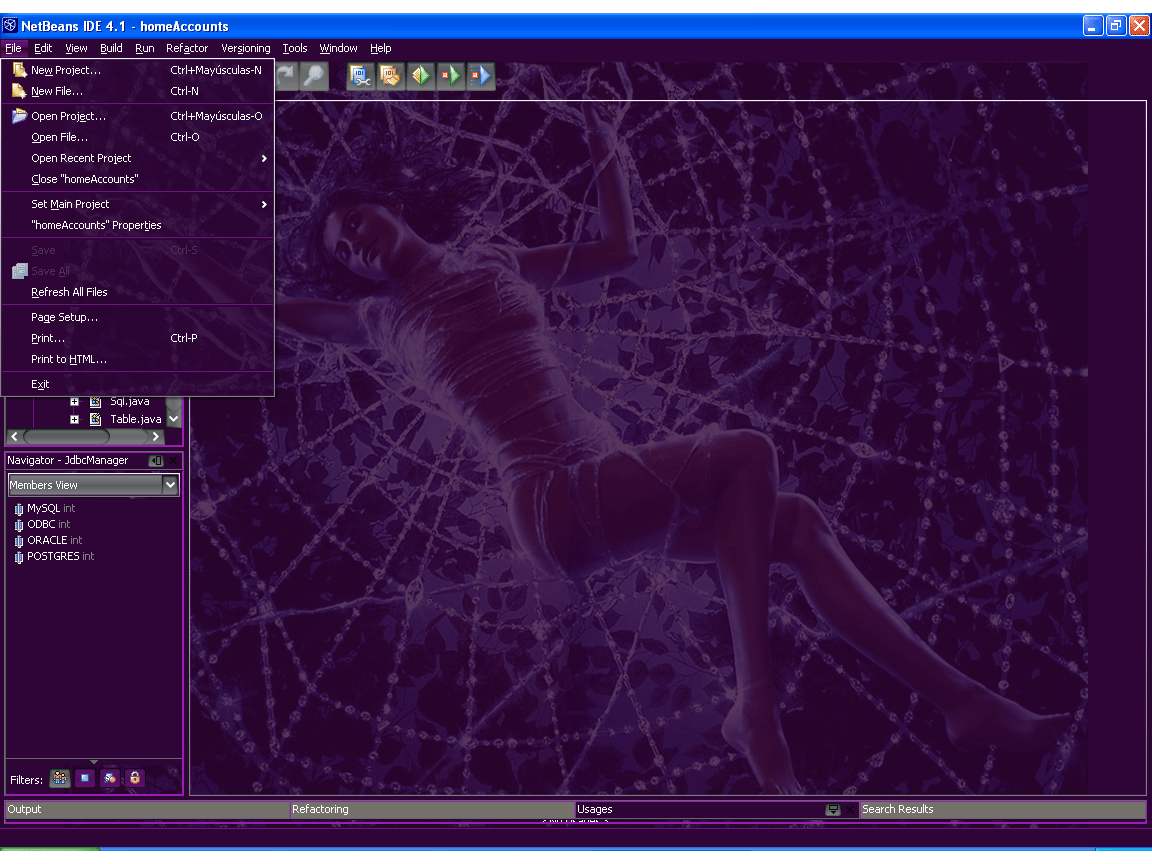 NetBeans IDE 4.1 - homeAccounts
File Edit View Build Run Refactor Versioning Tools Window Help
New Project... Ctrl+Mayúsculas-N
New File... Ctrl-N
Open Project... Ctrl+Mayúsculas-O
Open File... Ctrl-O
Open Recent Project
Close "homeAccounts"
Set Main Project
"homeAccounts" Properties
Save Ctrl-S
Save All
Refresh All Files
Page Setup...
Print... Ctrl-P
Print to HTML...
Exit
Sql.java
Table.java
Navigator - JdbcManager
Members View
MySQL int
ODBC int
ORACLE int
POSTGRES int
Filters:
Output Refactoring Usages Search Results